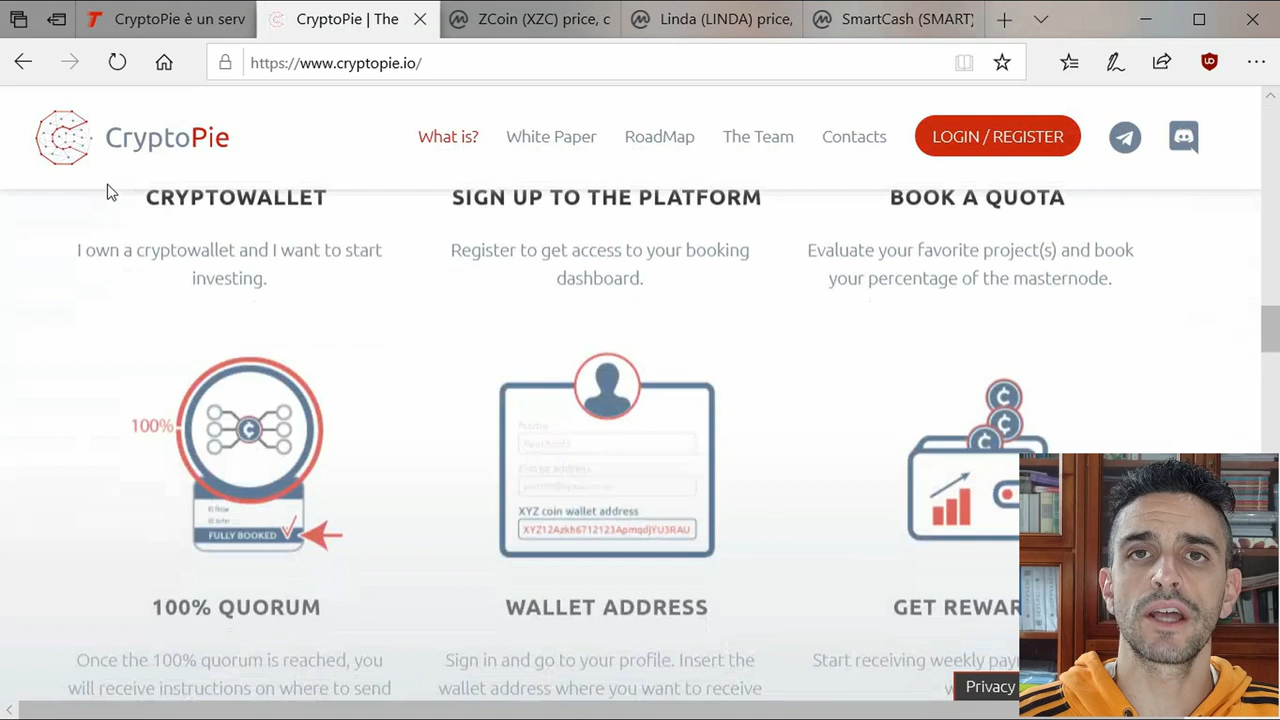 CryptoPie è un serv
CryptoPie | The
ZCoin (XZC) price, c
Linda (LINDA) price,
SmartCash (SMART)
https://www.cryptopie.io/
CryptoPie
What is?
White Paper
RoadMap
The Team
Contacts
LOGIN / REGISTER
CRYPTOWALLET
SIGN UP TO THE PLATFORM
BOOK A QUOTA
I own a cryptowallet and I want to start
investing.
Register to get access to your booking
dashboard.
Evaluate your favorite project(s) and book
your percentage of the masternode.
100%
FULLY BOOKED
E-mail address
XYZ coin wallet address
XYZ12Azkh6712123ApmqdjYU3RAU
100% QUORUM
WALLET ADDRESS
GET REWAR
Once the 100% quorum is reached, you
will receive instructions on where to send
Sign in and go to your profile. Insert the
wallet address where you want to receive
Start receiving weekly pay
w
Privacy